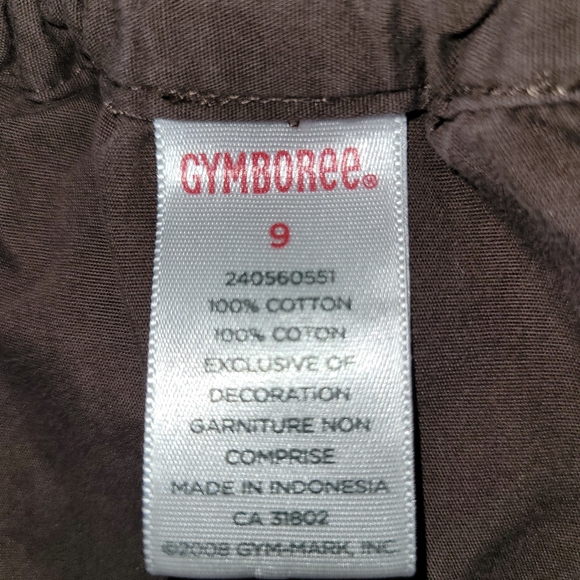 GYMBOREE®
9
240560551
100% COTTON
100% COTON
EXCLUSIVE OF
DECORATION
GARNITURE NON
COMPRISE
MADE IN INDONESIA
CA 31802
©2008 GYM-MARK, INC